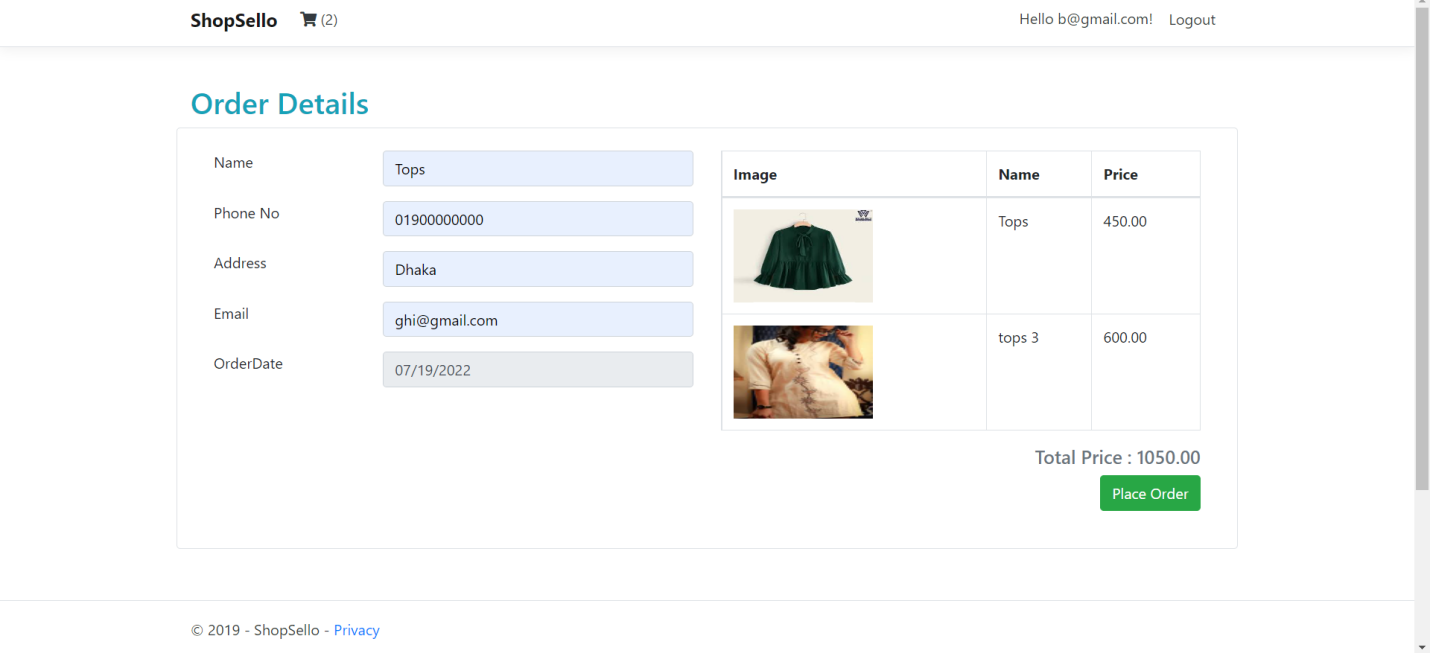 ShopSello (2) Hello b@gmail.com! Logout
Order Details
Name Tops
Phone No 01900000000
Address Dhaka
Email ghi@gmail.com
OrderDate 07/19/2022
Image Name Price
Tops 450.00
tops 3 600.00
Total Price : 1050.00
Place Order
© 2019 - ShopSello - Privacy